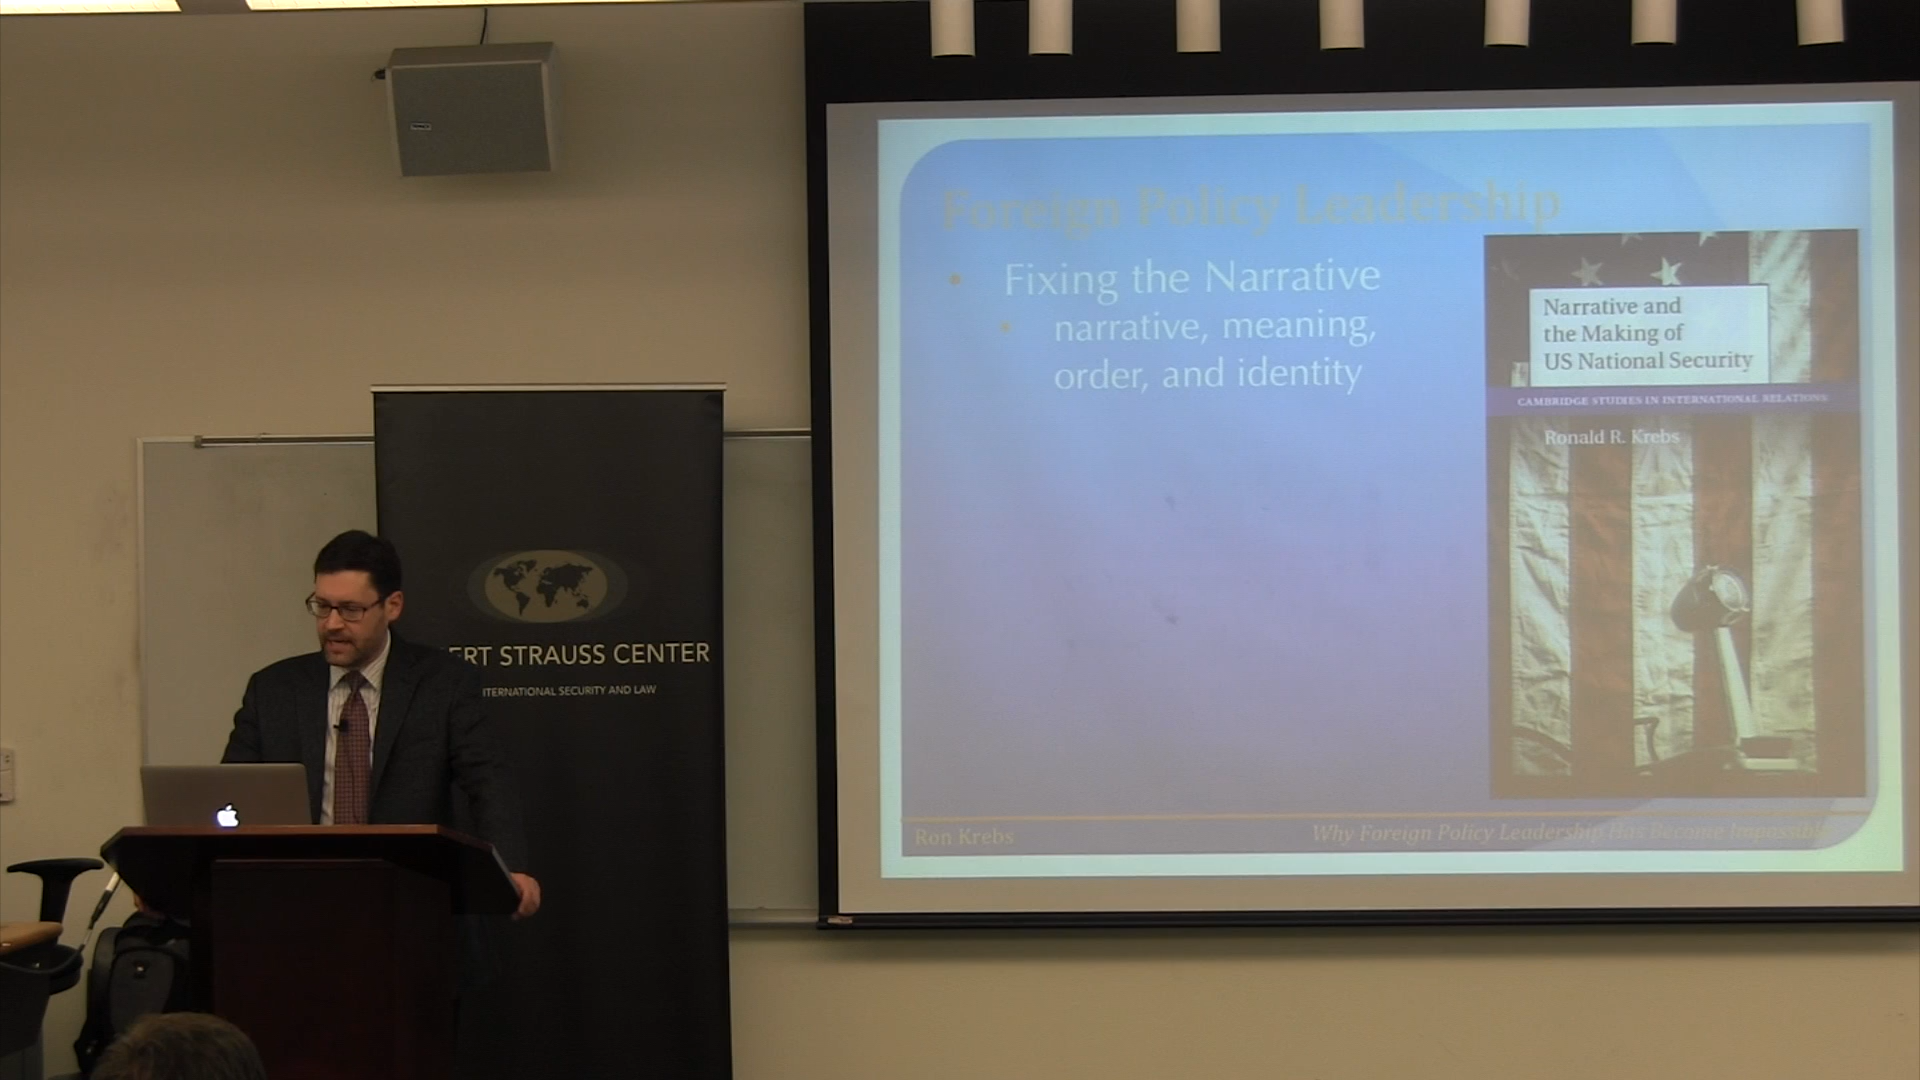 Foreign Policy Leadership
Fixing the Narrative
narrative, meaning,
order, and identity
Narrative and
the Making of
US National Security
CAMBRIDGE STUDIES IN INTERNATIONAL RELATIONS
Ronald R. Krebs
Ron Krebs
Why Foreign Policy Leadership Has Become Impossible
ERT STRAUSS CENTER
INTERNATIONAL SECURITY AND LAW